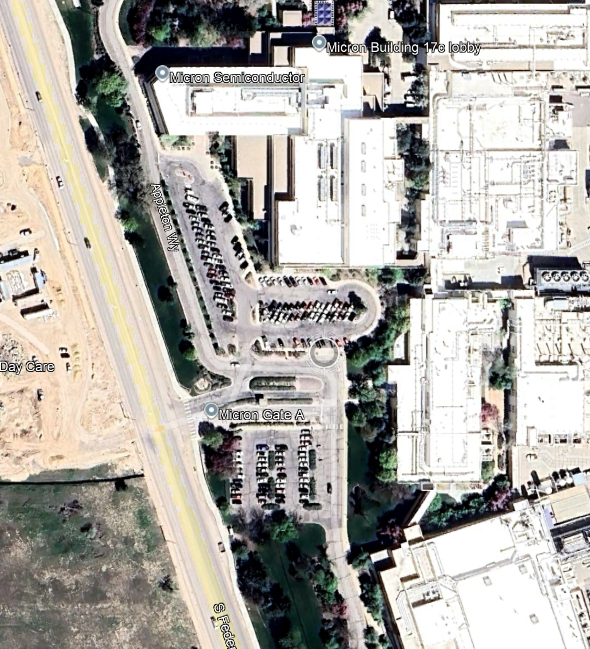 Micron Building 17c lobby
Micron Semiconductor
Appleton Wy
Day Care
Micron Gate A
S Feder